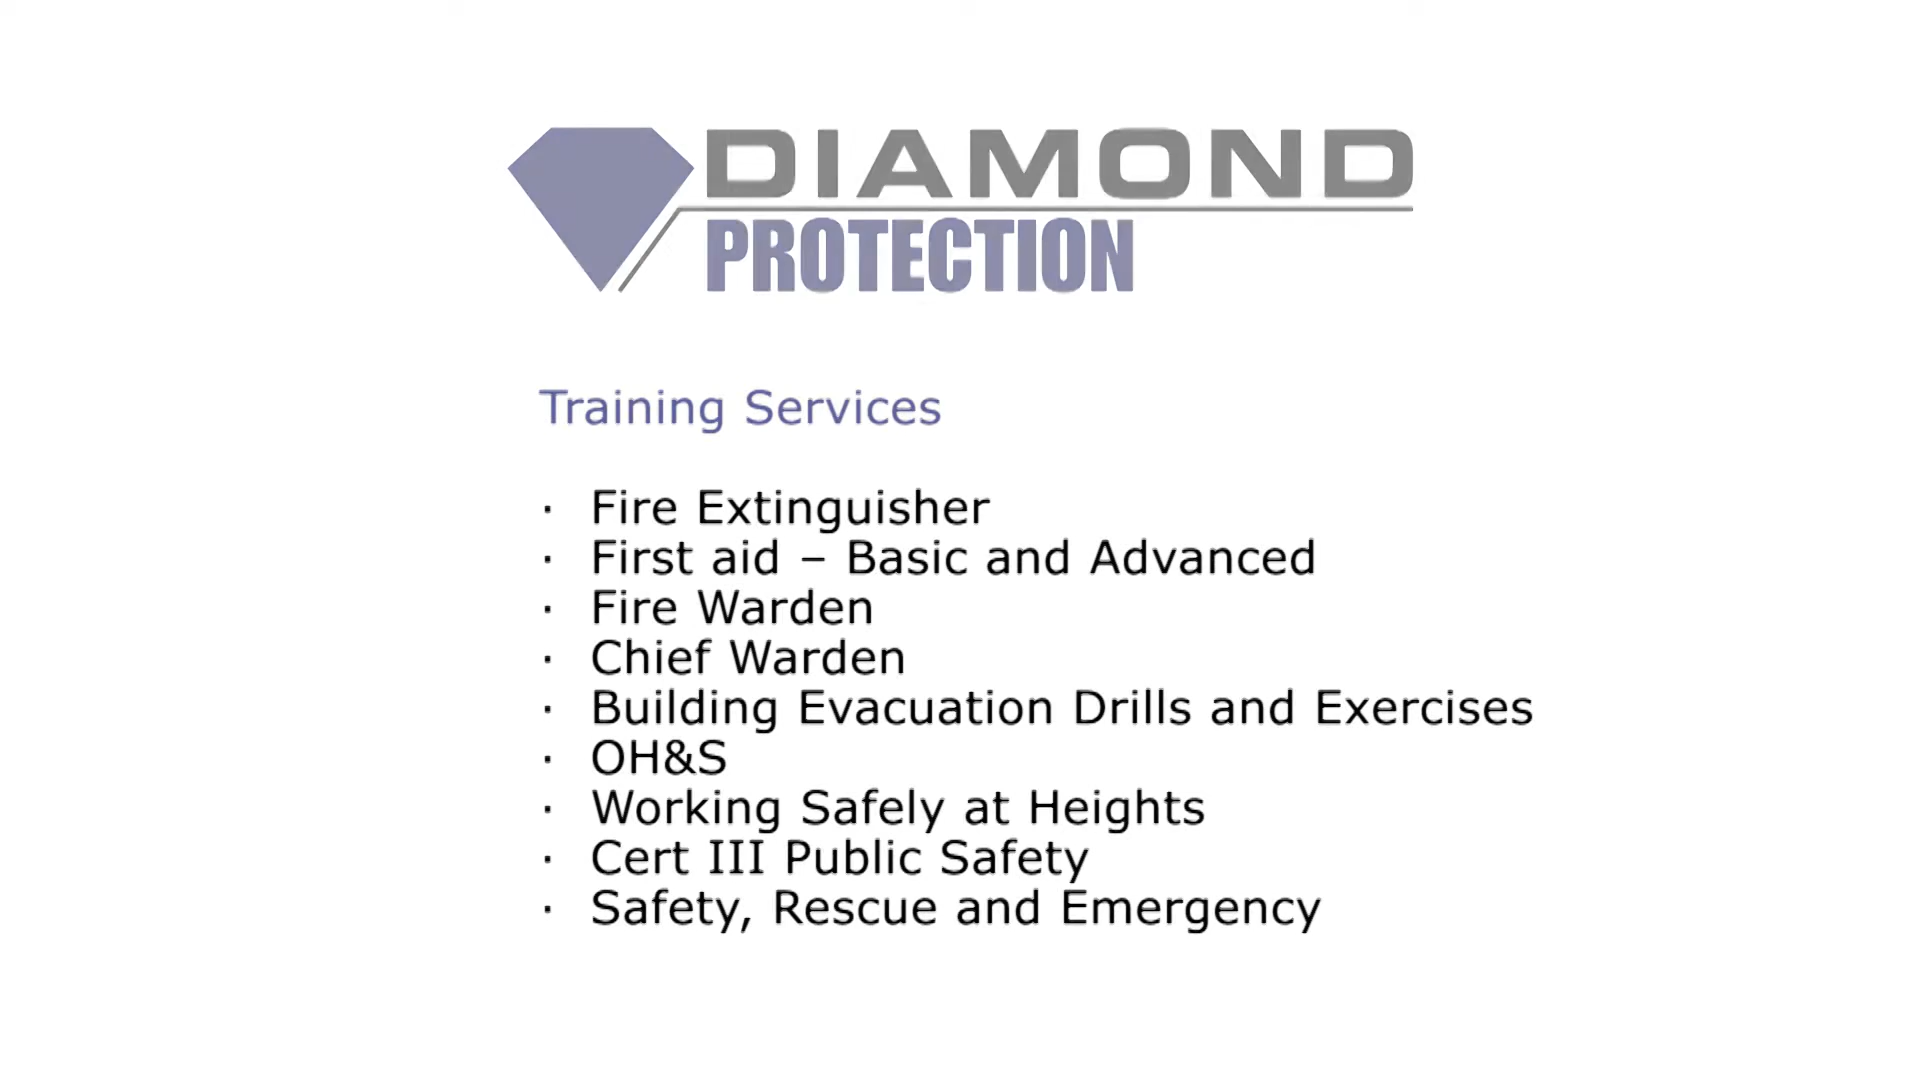 DIAMOND
PROTECTION
Training Services
· Fire Extinguisher
· First aid – Basic and Advanced
· Fire Warden
· Chief Warden
· Building Evacuation Drills and Exercises
· OH&S
· Working Safely at Heights
· Cert III Public Safety
· Safety, Rescue and Emergency